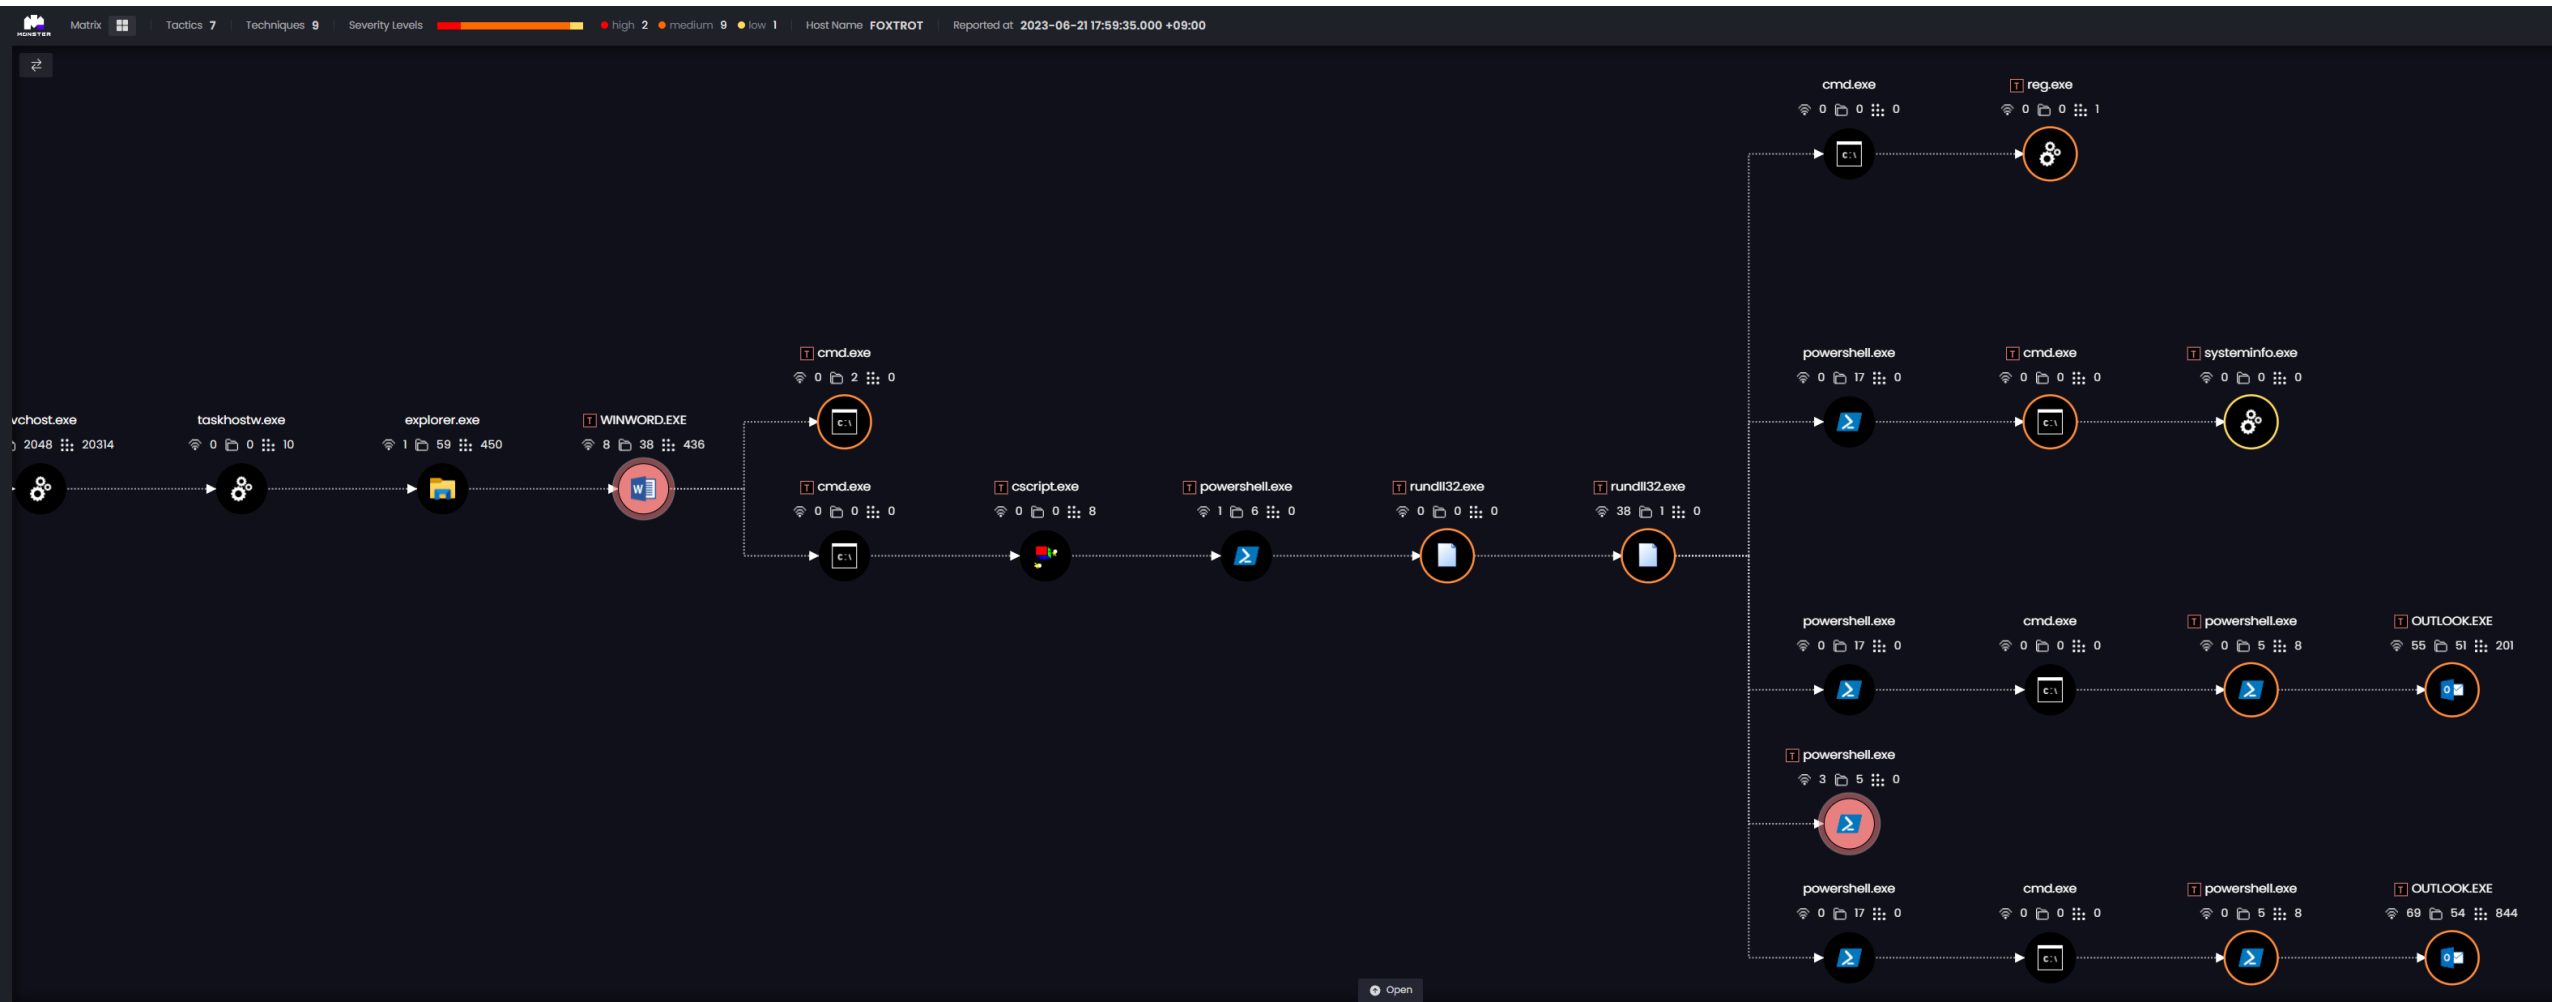 MONSTER Matrix Tactics 7 Techniques 9 Severity Levels high 2 medium 9 low 1 Host Name FOXTROT Reported at 2023-06-21 17:59:35.000 +09:00
cmd.exe T reg.exe
0 0 0 0 0 1
C:\
T cmd.exe powershell.exe T cmd.exe T systeminfo.exe
0 2 0 0 17 0 0 0 0 0 0 0
C:\ C:\
vchost.exe taskhostw.exe explorer.exe T WINWORD.EXE
2048 20314 0 0 10 1 59 450 8 38 436
W
T cmd.exe T cscript.exe T powershell.exe T rundll32.exe T rundll32.exe
0 0 0 0 0 8 1 6 0 0 0 0 38 1 0
C:\
powershell.exe cmd.exe T powershell.exe T OUTLOOK.EXE
0 17 0 0 0 0 0 5 8 55 51 201
C:\ O
T powershell.exe
3 5 0
powershell.exe cmd.exe T powershell.exe T OUTLOOK.EXE
0 17 0 0 0 0 0 5 8 69 54 844
C:\ O
Open